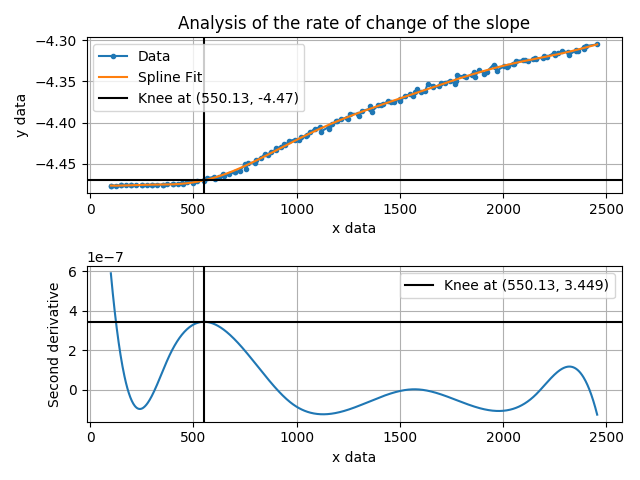 Analysis of the rate of change of the slope
−4.30
−4.35
−4.40
−4.45
y data
Data
Spline Fit
Knee at (550.13, -4.47)
0 500 1000 1500 2000 2500
x data
1e−7
6
4
2
0
Second derivative
Knee at (550.13, 3.449)
0 500 1000 1500 2000 2500
x data